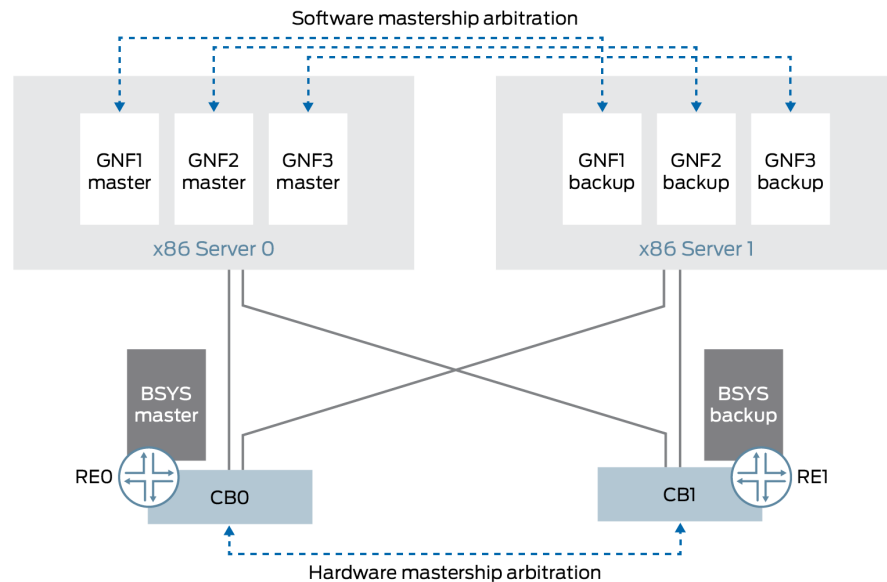 Software mastership arbitration
GNF1
master
GNF2
master
GNF3
master
GNF1
backup
GNF2
backup
GNF3
backup
x86 Server 0
x86 Server 1
BSYS
master
BSYS
backup
RE0
CB0
CB1
RE1
Hardware mastership arbitration